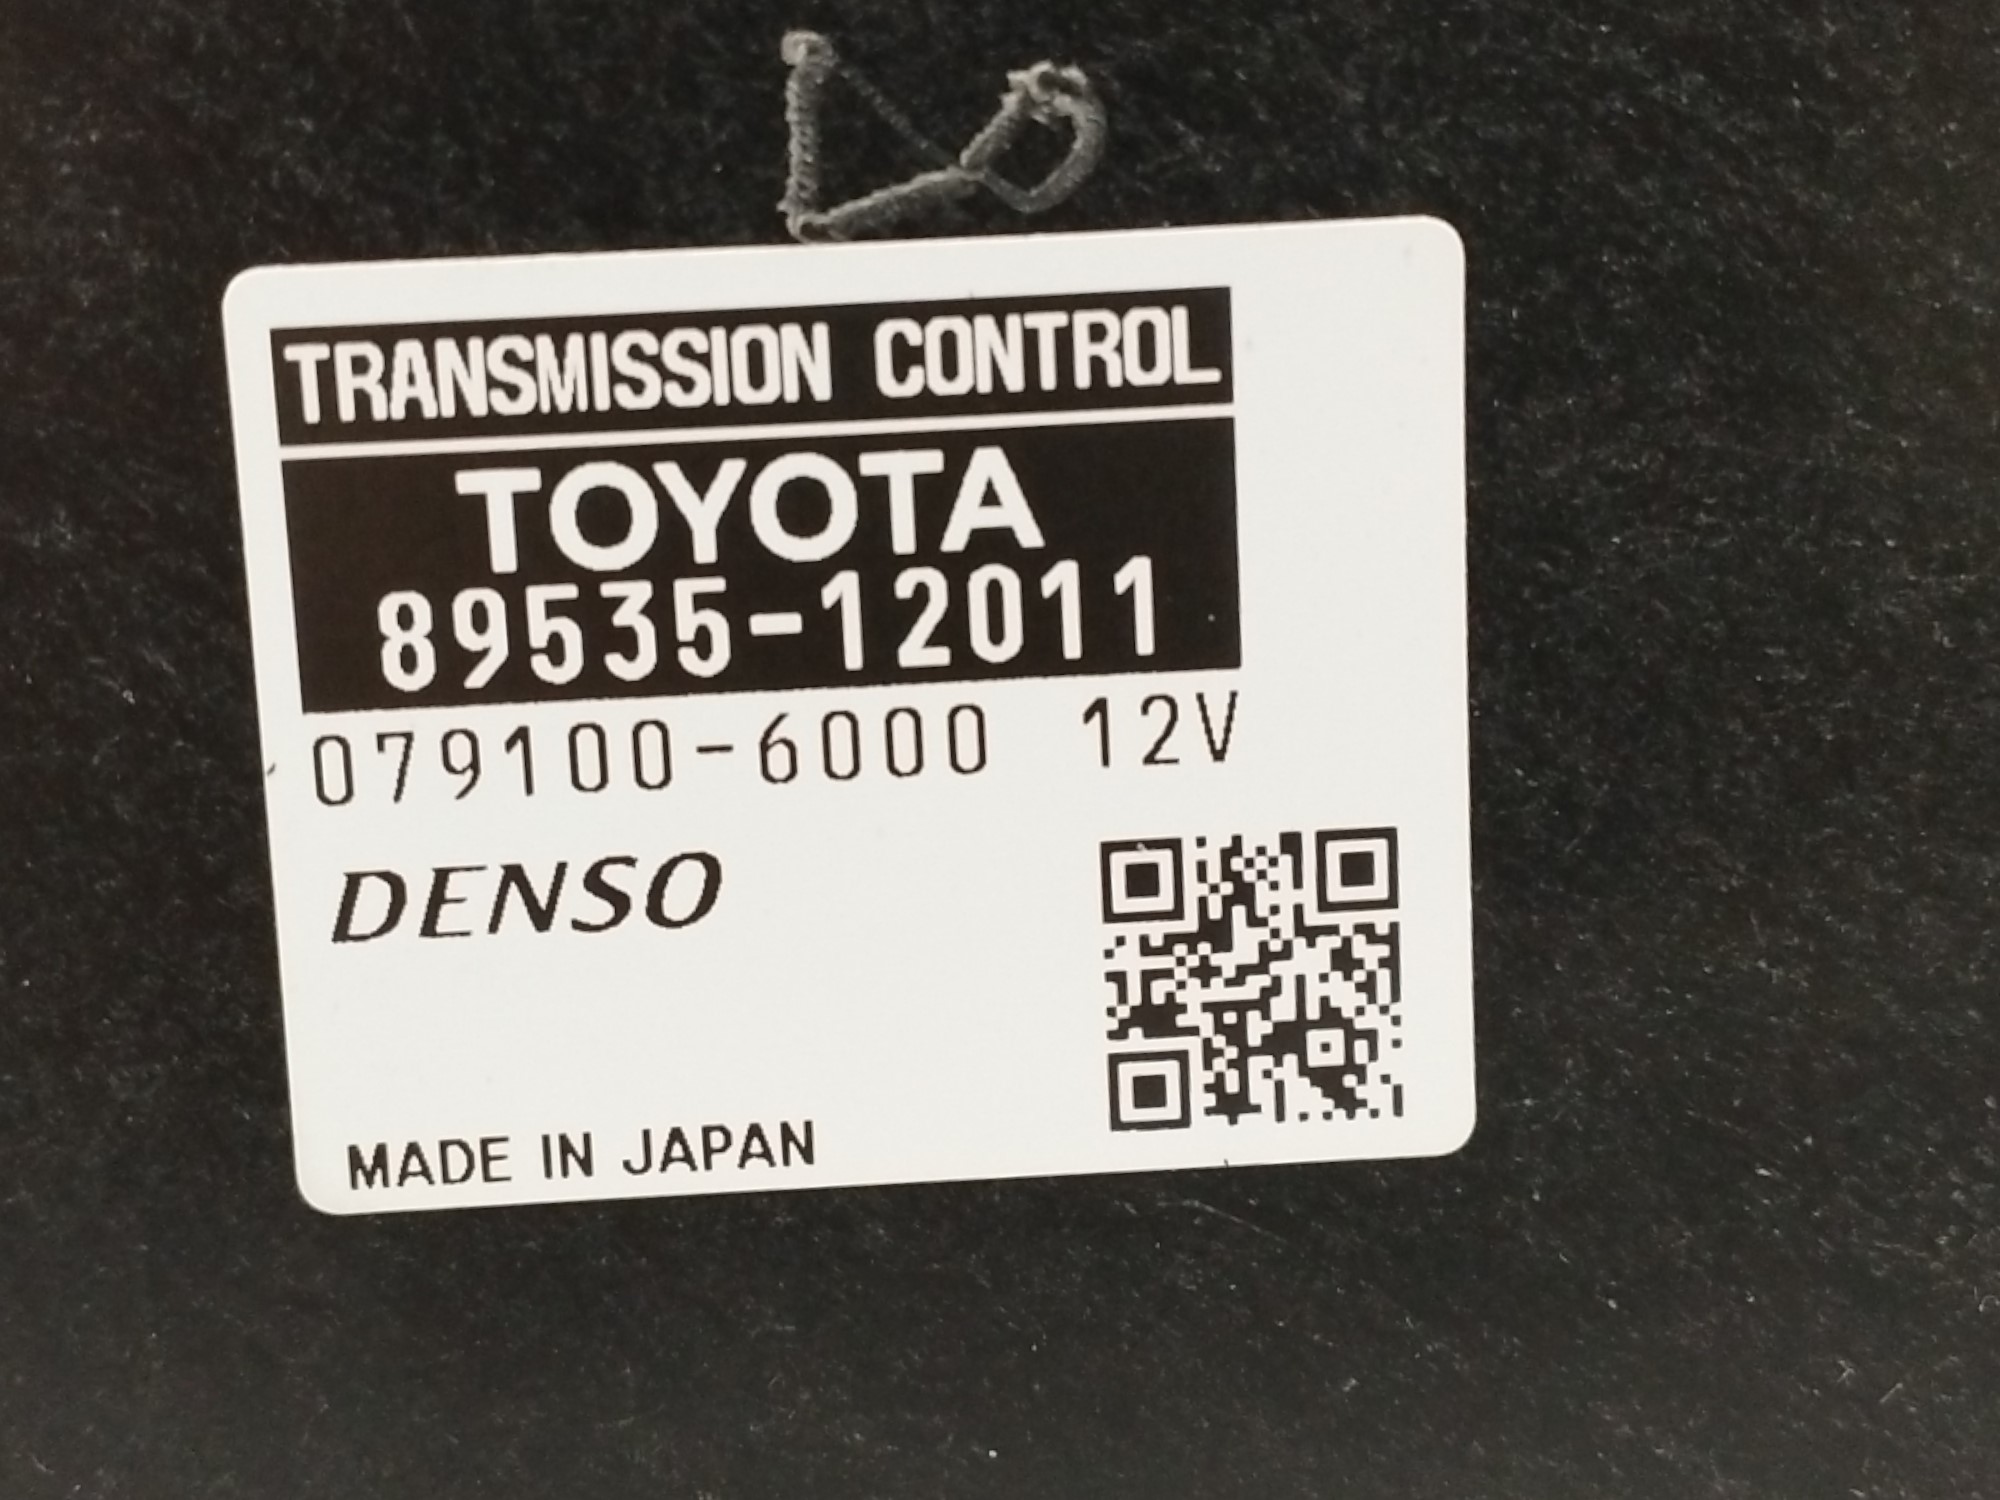 TRANSMISSION CONTROL
TOYOTA
89535-12011
079100-6000 12V
DENSO
MADE IN JAPAN